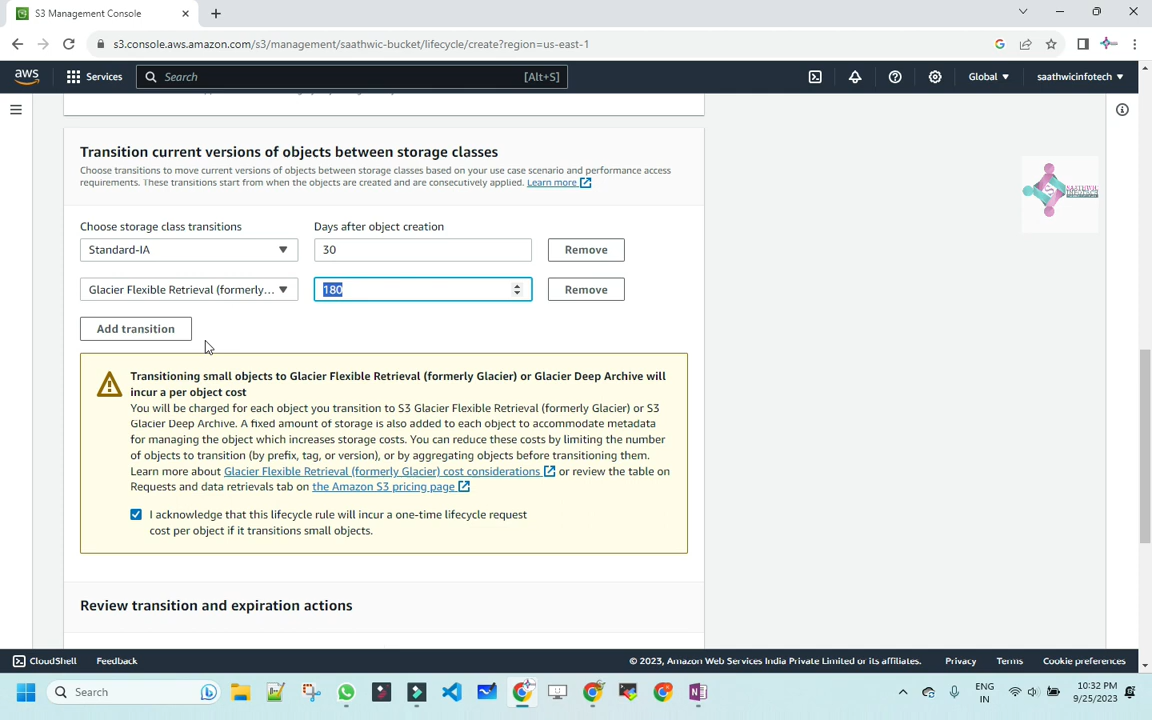 S3 Management Console
s3.console.aws.amazon.com/s3/management/saathwic-bucket/lifecycle/create?region=us-east-1
aws
Services
Search
[Alt+S]
Global
saathwicinfotech
Transition current versions of objects between storage classes
Choose transitions to move current versions of objects between storage classes based on your use case scenario and performance access
requirements. These transitions start from when the objects are created and are consecutively applied. Learn more
SAATHWIC
INFOTECH
Choose storage class transitions
Days after object creation
Standard-IA
30
Remove
Glacier Flexible Retrieval (formerly...
180
Remove
Add transition
Transitioning small objects to Glacier Flexible Retrieval (formerly Glacier) or Glacier Deep Archive will
incur a per object cost
You will be charged for each object you transition to S3 Glacier Flexible Retrieval (formerly Glacier) or S3
Glacier Deep Archive. A fixed amount of storage is also added to each object to accommodate metadata
for managing the object which increases storage costs. You can reduce these costs by limiting the number
of objects to transition (by prefix, tag, or version), or by aggregating objects before transitioning them.
Learn more about Glacier Flexible Retrieval (formerly Glacier) cost considerations or review the table on
Requests and data retrievals tab on the Amazon S3 pricing page
I acknowledge that this lifecycle rule will incur a one-time lifecycle request
cost per object if it transitions small objects.
Review transition and expiration actions
CloudShell
Feedback
© 2023, Amazon Web Services India Private Limited or its affiliates.
Privacy
Terms
Cookie preferences
Search
ENG
IN
10:32 PM
9/25/2023